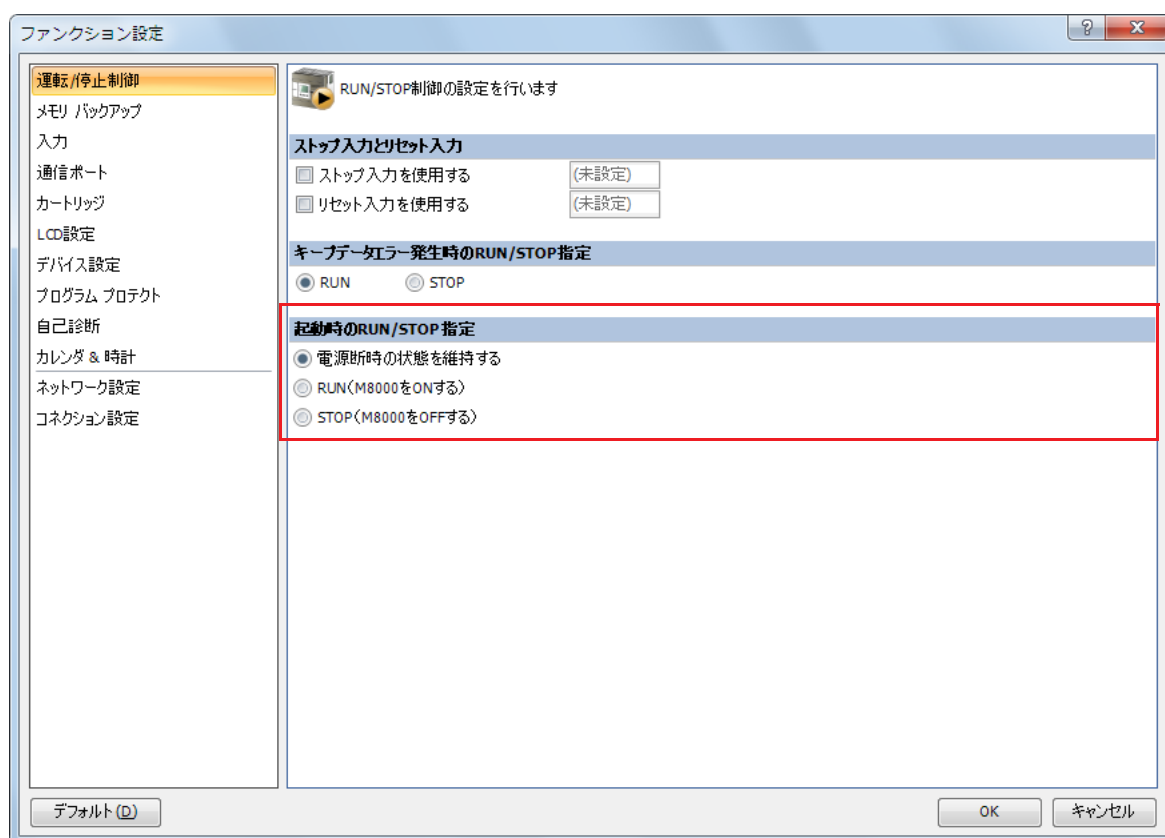 ファンクション設定
運転/停止制御
メモリ バックアップ
入力
通信ポート
カートリッジ
LCD設定
デバイス設定
プログラム プロテクト
自己診断
カレンダ & 時計
ネットワーク設定
コネクション設定
RUN/STOP制御の設定を行います
ストップ入力とリセット入力
ストップ入力を使用する (未設定)
リセット入力を使用する (未設定)
キープデータエラー発生時のRUN/STOP指定
RUN STOP
起動時のRUN/STOP指定
電源断時の状態を維持する
RUN(M8000をONする)
STOP(M8000をOFFする)
デフォルト(D) OK キャンセル